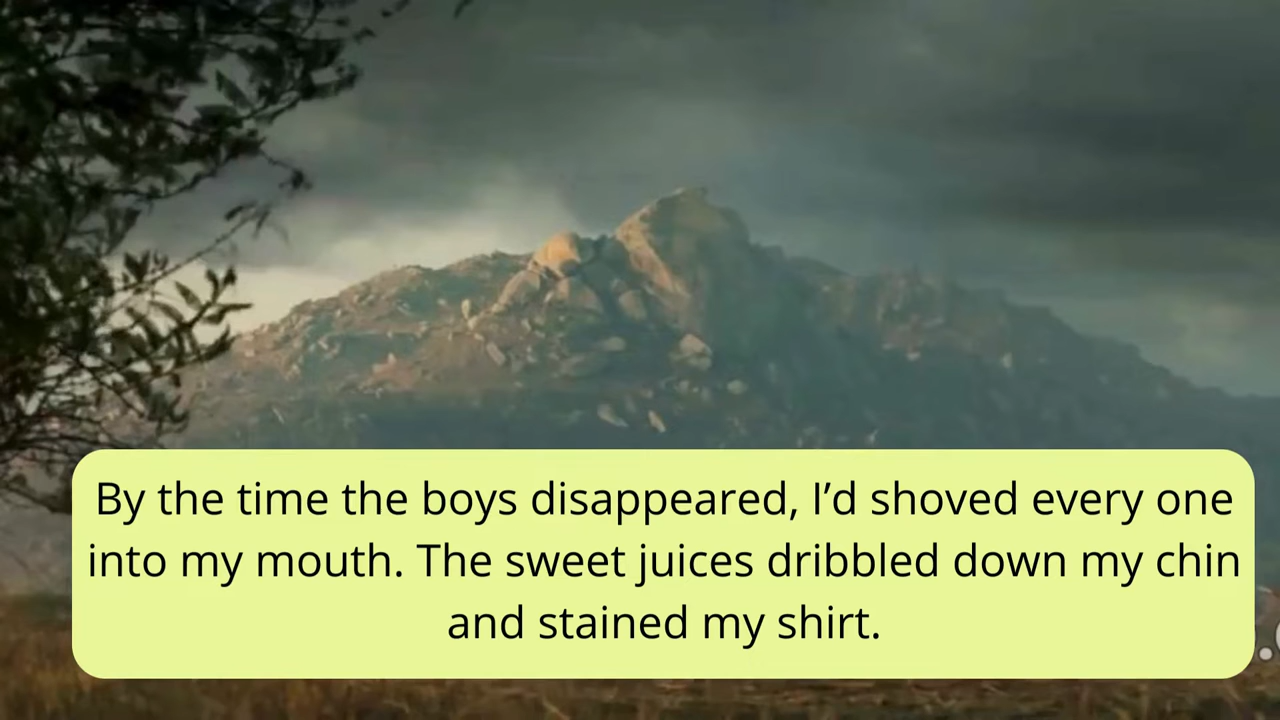 By the time the boys disappeared, I’d shoved every one
into my mouth. The sweet juices dribbled down my chin
and stained my shirt.